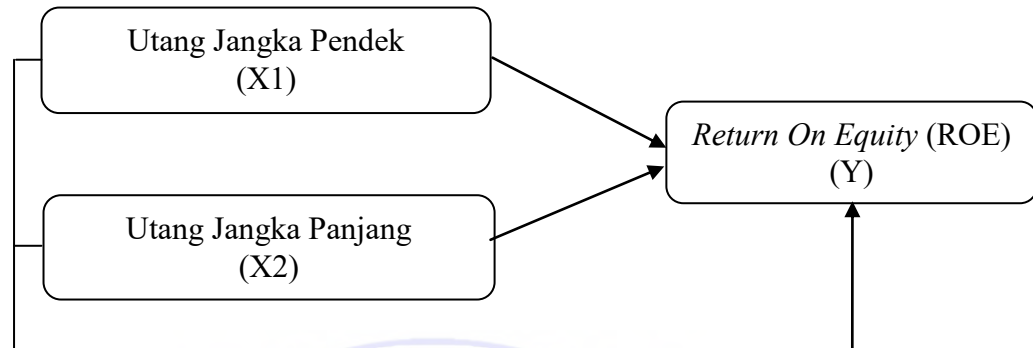 Utang Jangka Pendek
(X1)
Return On Equity (ROE)
(Y)
Utang Jangka Panjang
(X2)